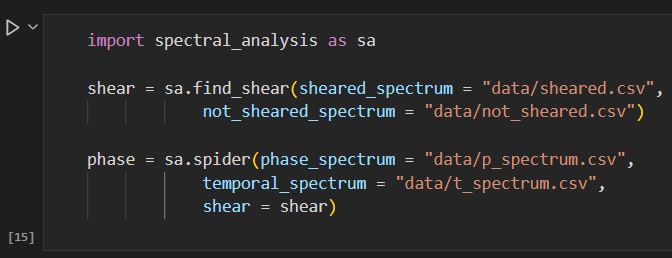 import spectral_analysis as sa
shear = sa.find_shear(sheared_spectrum = "data/sheared.csv",
not_sheared_spectrum = "data/not_sheared.csv")
phase = sa.spider(phase_spectrum = "data/p_spectrum.csv",
temporal_spectrum = "data/t_spectrum.csv",
shear = shear)
[15]